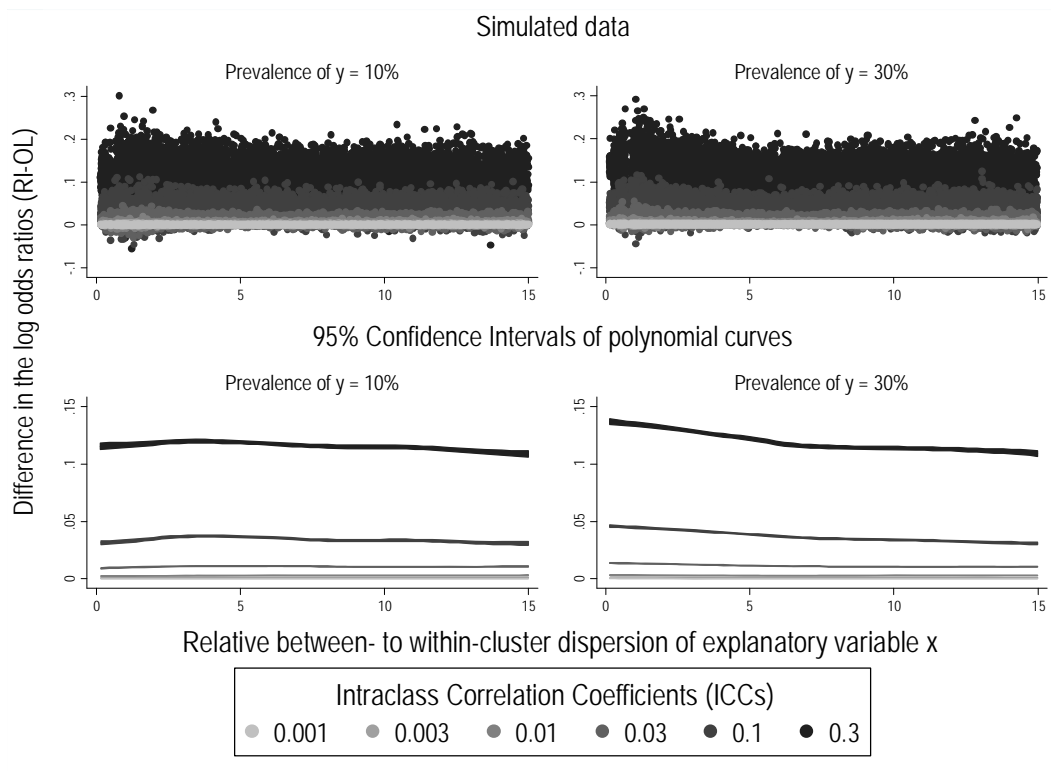 Simulated data
Prevalence of y = 10%
Prevalence of y = 30%
Difference in the log odds ratios (RI-OL)
.3
.2
.1
0
-.1
0 5 10 15
.3
.2
.1
0
-.1
0 5 10 15
95% Confidence Intervals of polynomial curves
Prevalence of y = 10%
Prevalence of y = 30%
.15
.1
.05
0
0 5 10 15
.15
.1
.05
0
0 5 10 15
Relative between- to within-cluster dispersion of explanatory variable x
Intraclass Correlation Coefficients (ICCs)
0.001 0.003 0.01 0.03 0.1 0.3